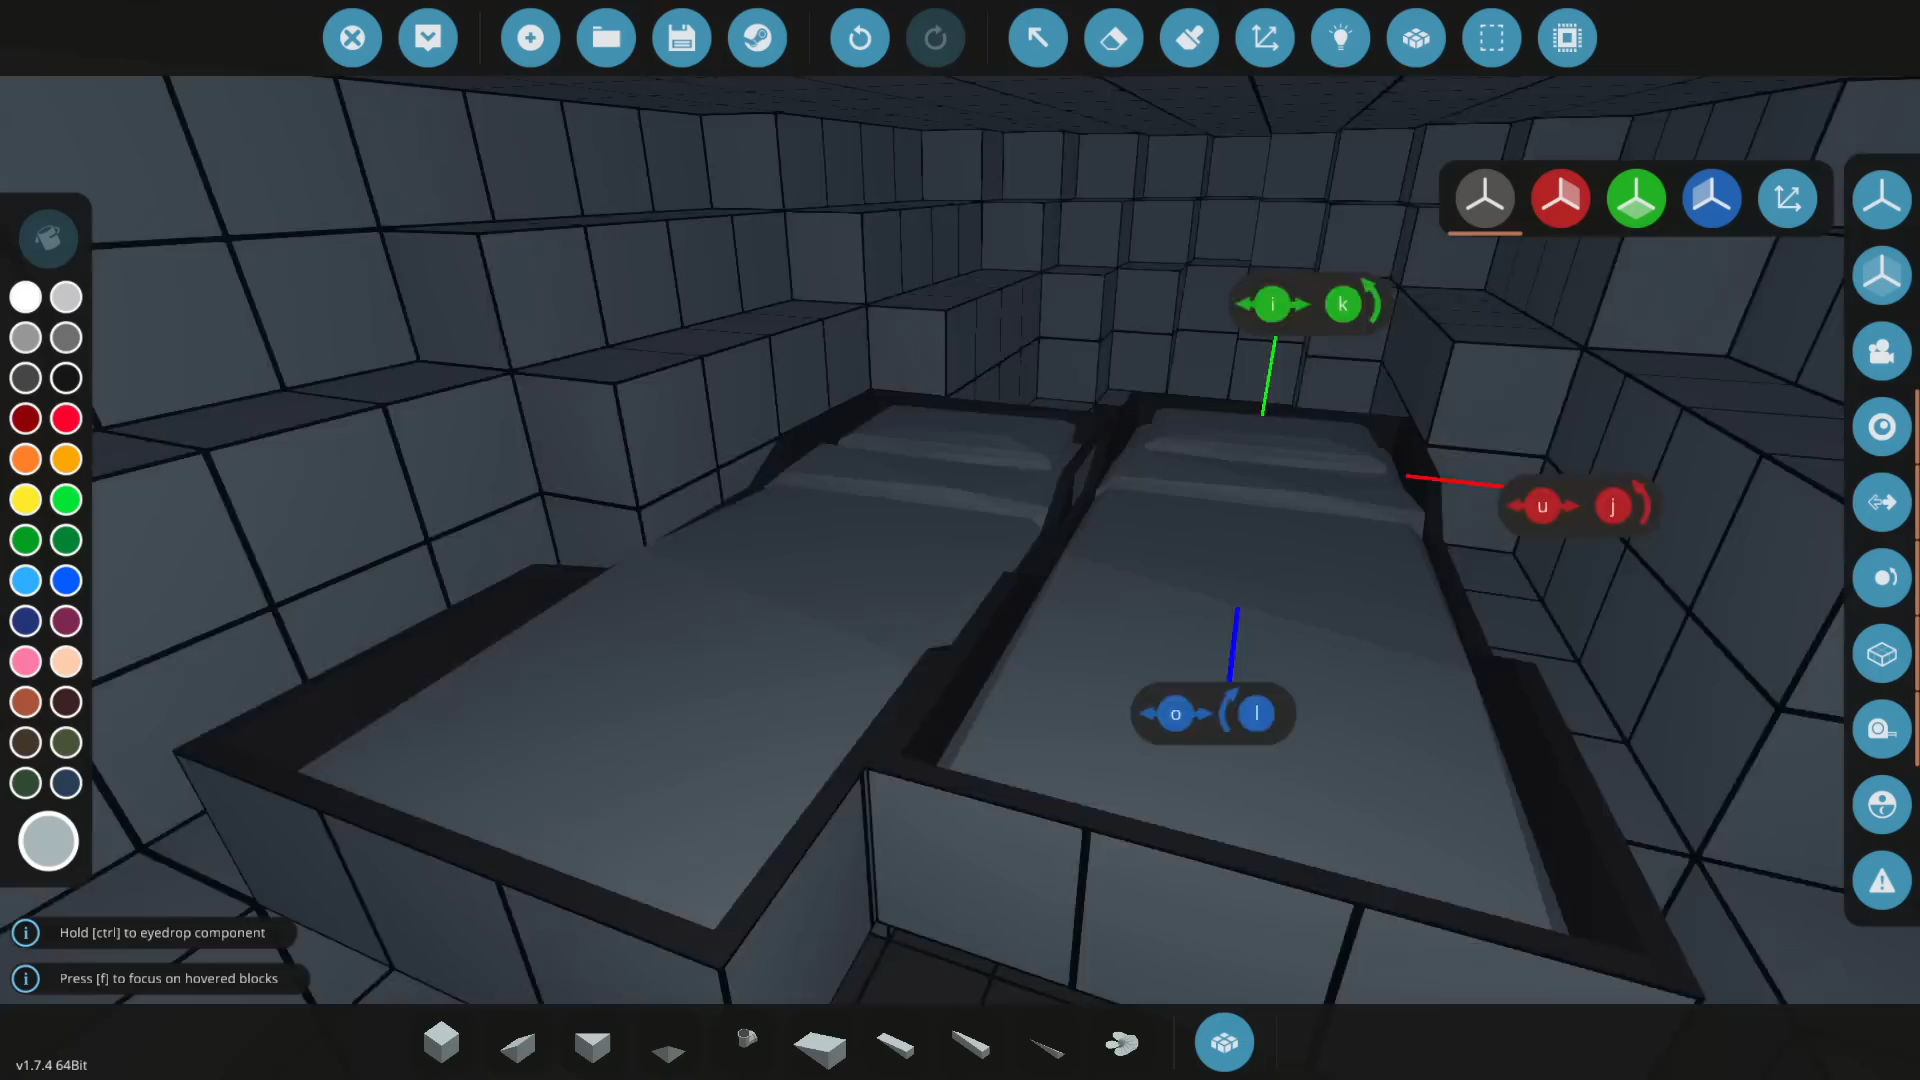 i k
u j
o l
Hold [ctrl] to eyedrop component
Press [f] to focus on hovered blocks
v1.7.4 64Bit